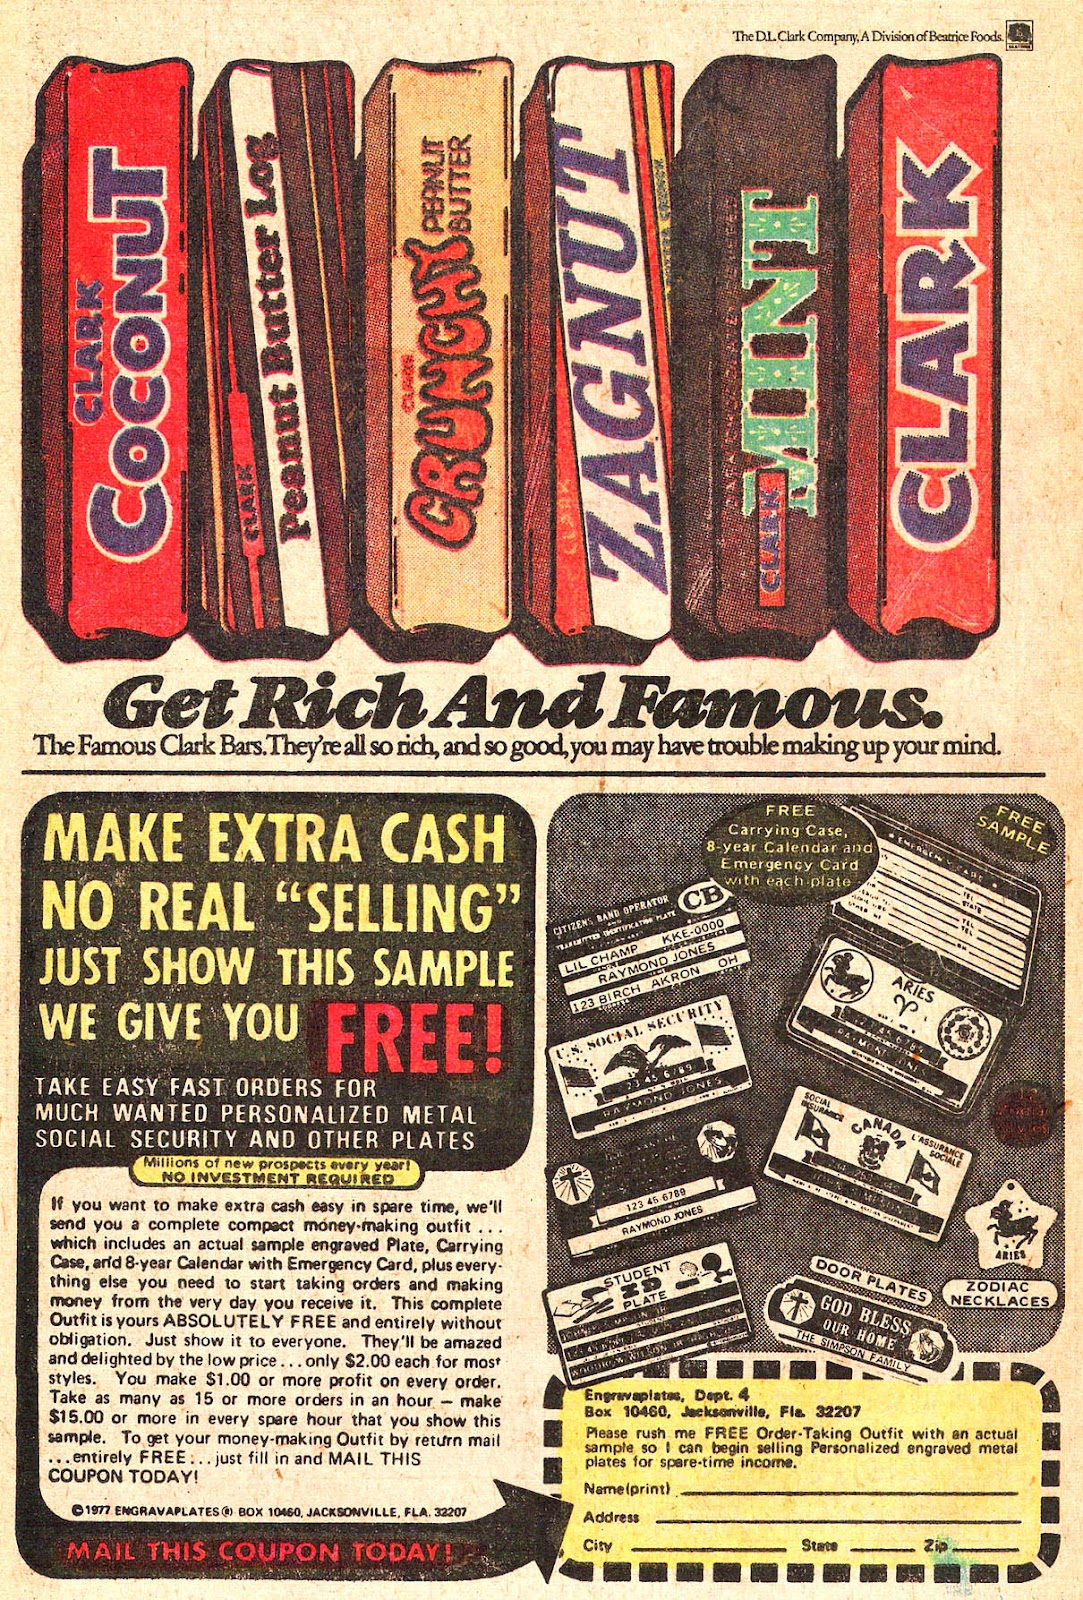 The D.L. Clark Company, A Division of Beatrice Foods.
CLARK
COCONUT
CLARK
Peanut Butter Log
CLARK
CRUNCHY
PEANUT
BUTTER
CLARK
ZAGNUT
CLARK
MINT
CLARK
Get Rich And Famous.
The Famous Clark Bars. They're all so rich, and so good, you may have trouble making up your mind.
MAKE EXTRA CASH
NO REAL “SELLING”
JUST SHOW THIS SAMPLE
WE GIVE YOU FREE!
TAKE EASY FAST ORDERS FOR
MUCH WANTED PERSONALIZED METAL
SOCIAL SECURITY AND OTHER PLATES
Millions of new prospects every year!
NO INVESTMENT REQUIRED
If you want to make extra cash easy in spare time, we'll
send you a complete compact money-making outfit ...
which includes an actual sample engraved Plate, Carrying
Case, and 8-year Calendar with Emergency Card, plus every-
thing else you need to start taking orders and making
money from the very day you receive it. This complete
Outfit is yours ABSOLUTELY FREE and entirely without
obligation. Just show it to everyone. They'll be amazed
and delighted by the low price ... only $2.00 each for most
styles. You make $1.00 or more profit on every order.
Take as many as 15 or more orders in an hour — make
$15.00 or more in every spare hour that you show this
sample. To get your money-making Outfit by return mail
...entirely FREE...just fill in and MAIL THIS
COUPON TODAY!
©1977 ENGRAVAPLATES® BOX 10460, JACKSONVILLE, FLA. 32207
MAIL THIS COUPON TODAY!
FREE
Carrying Case,
8-year Calendar and
Emergency Card
with each plate
FREE
SAMPLE
CITIZENS BAND OPERATOR
CB
LIL CHAMP KKE-0000
RAYMOND JONES
123 BIRCH AKRON OH
ARIES
U.S. SOCIAL SECURITY
123 45 6789
RAYMOND JONES
SOCIAL
INSURANCE
CANADA
L'ASSURANCE
SOCIALE
123 45 6789
RAYMOND JONES
ARIES
STUDENT
PLATE
DOOR PLATES
ZODIAC
NECKLACES
GOD BLESS
OUR HOME
THE SIMPSON FAMILY
Engravaplates, Dept. 4
Box 10460, Jacksonville, Fla. 32207
Please rush me FREE Order-Taking Outfit with an actual
sample so I can begin selling Personalized engraved metal
plates for spare-time income.
Name(print)
Address
City State Zip